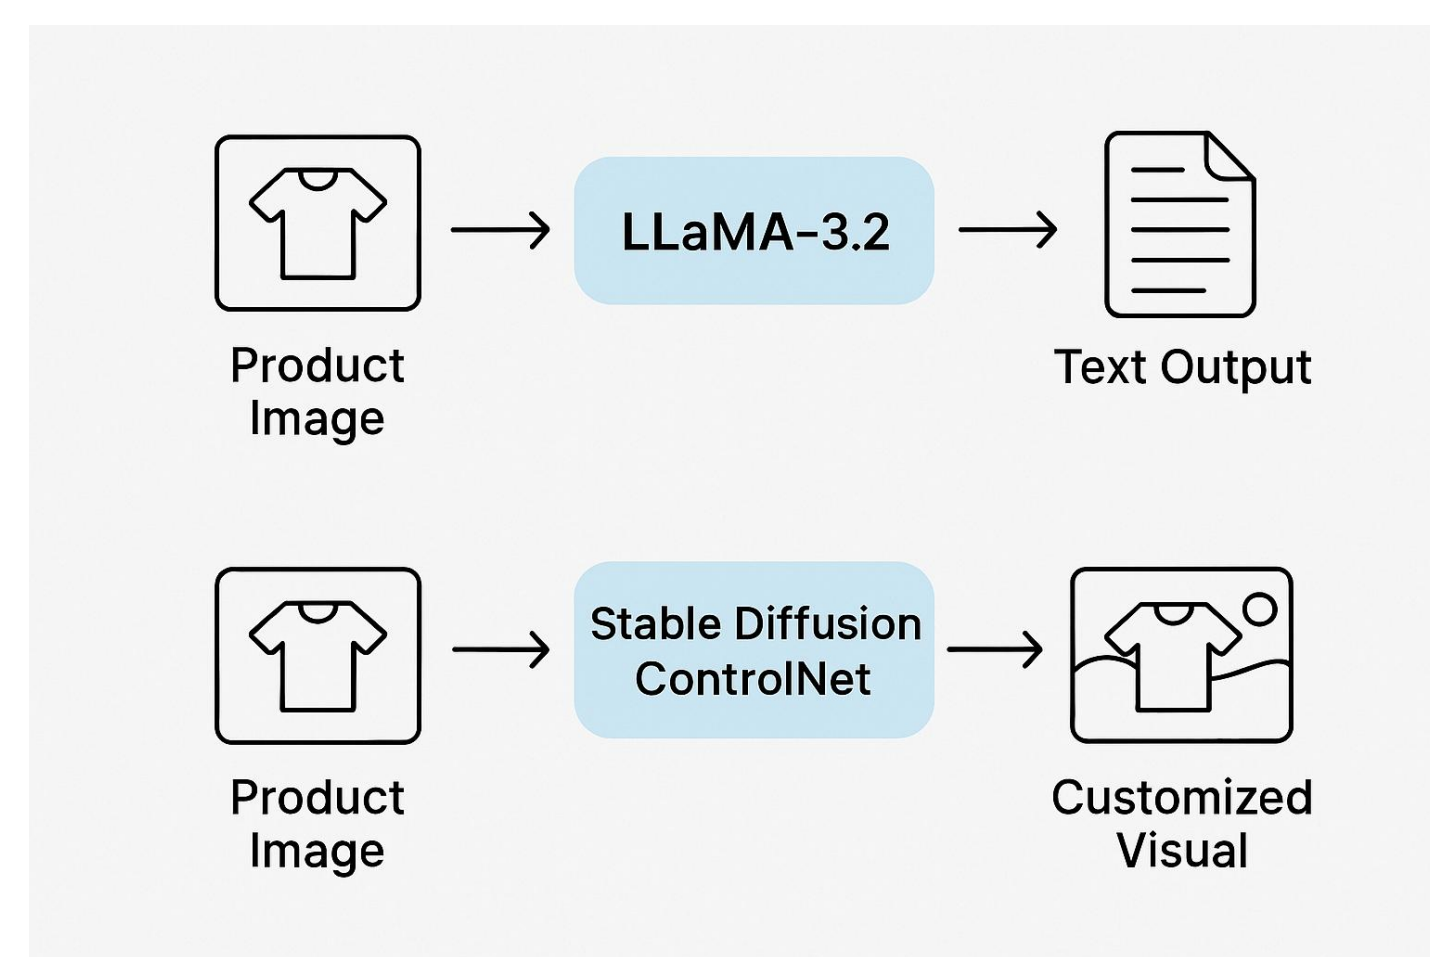 LLaMA-3.2
Product
Image
Text Output
Stable Diffusion
ControlNet
Product
Image
Customized
Visual